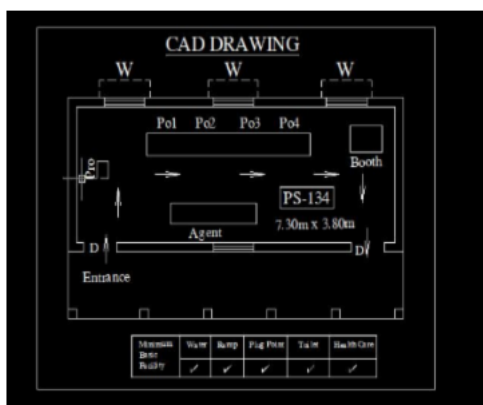 CAD DRAWING
W W W
Po1 Po2 Po3 Po4
Pro
Booth
PS-134
7.30m x 3.80m
Agent
D D
Entrance
Minimum Basic Facility Water Ramp Plug Point Toilet Health Care
✓ ✓ ✓ ✓ ✓